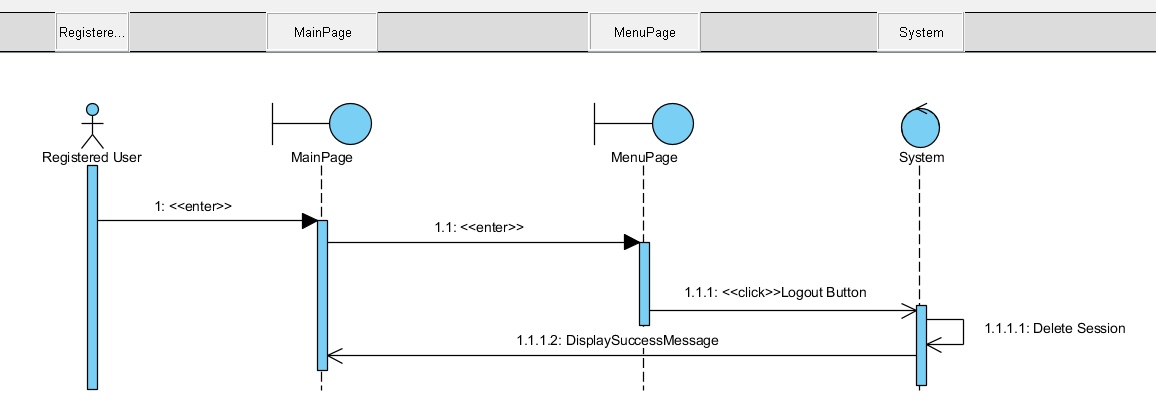 Registere...
MainPage
MenuPage
System
Registered User
MainPage
MenuPage
System
1: <<enter>>
1.1: <<enter>>
1.1.1: <<click>>Logout Button
1.1.1.1: Delete Session
1.1.1.2: DisplaySuccessMessage